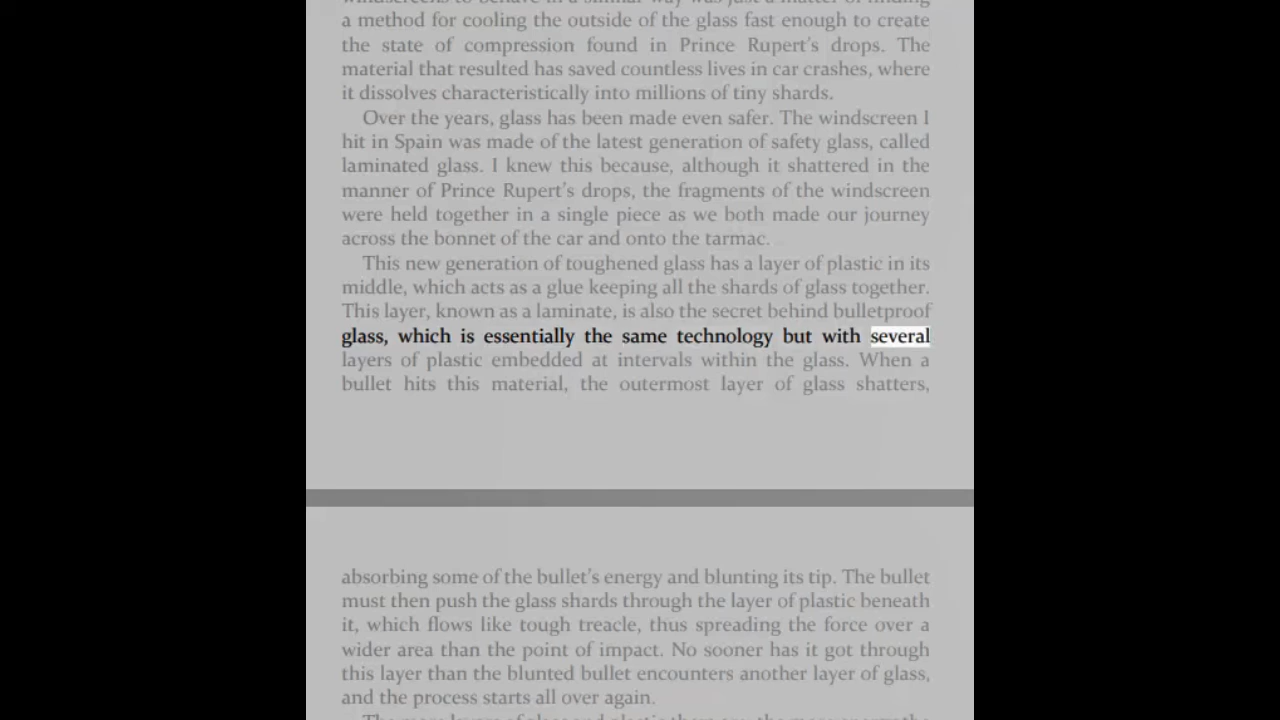 a method for cooling the outside of the glass fast enough to create
the state of compression found in Prince Rupert's drops. The
material that resulted has saved countless lives in car crashes, where
it dissolves characteristically into millions of tiny shards.
Over the years, glass has been made even safer. The windscreen I
hit in Spain was made of the latest generation of safety glass, called
laminated glass. I knew this because, although it shattered in the
manner of Prince Rupert's drops, the fragments of the windscreen
were held together in a single piece as we both made our journey
across the bonnet of the car and onto the tarmac.
This new generation of toughened glass has a layer of plastic in its
middle, which acts as a glue keeping all the shards of glass together.
This layer, known as a laminate, is also the secret behind bulletproof
glass, which is essentially the same technology but with several
layers of plastic embedded at intervals within the glass. When a
bullet hits this material, the outermost layer of glass shatters,
absorbing some of the bullet's energy and blunting its tip. The bullet
must then push the glass shards through the layer of plastic beneath
it, which flows like tough treacle, thus spreading the force over a
wider area than the point of impact. No sooner has it got through
this layer than the blunted bullet encounters another layer of glass,
and the process starts all over again.